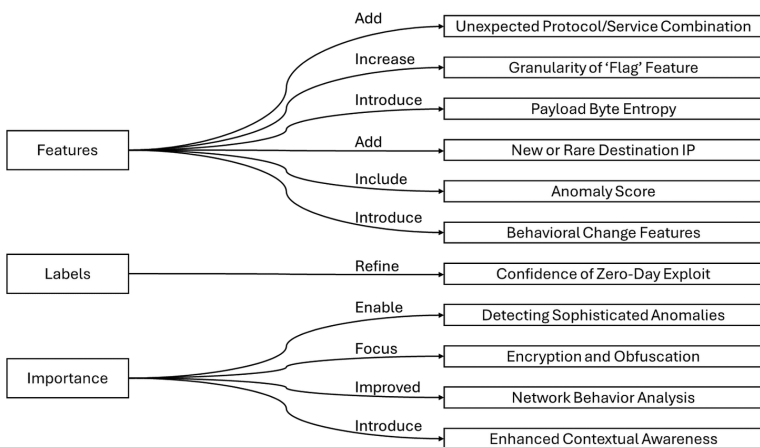 Add
Unexpected Protocol/Service Combination
Increase
Granularity of ‘Flag’ Feature
Introduce
Payload Byte Entropy
Features
Add
New or Rare Destination IP
Include
Anomaly Score
Introduce
Behavioral Change Features
Labels
Refine
Confidence of Zero-Day Exploit
Enable
Detecting Sophisticated Anomalies
Focus
Encryption and Obfuscation
Importance
Improved
Network Behavior Analysis
Introduce
Enhanced Contextual Awareness